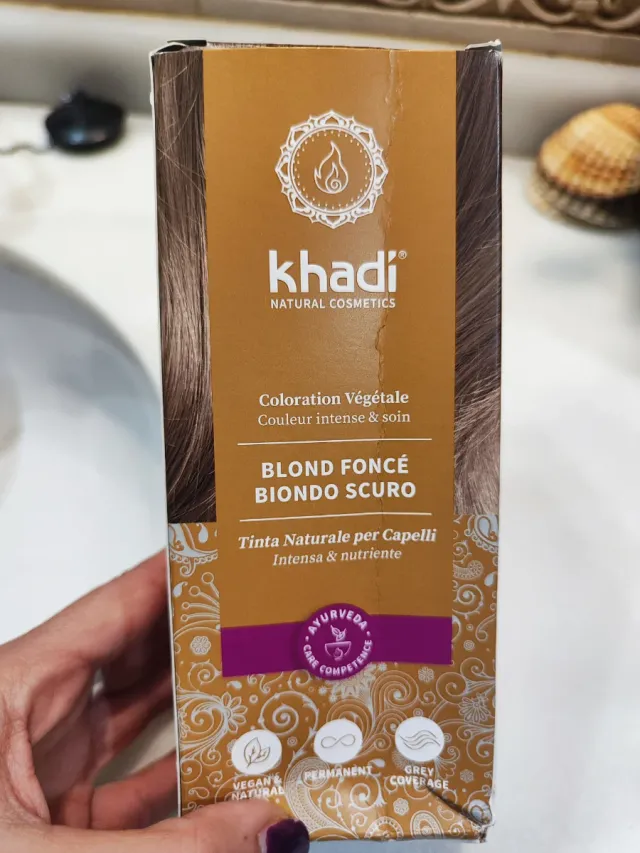 khadí®
NATURAL COSMETICS
Coloration Végétale
Couleur intense & soin
BLOND FONCÉ
BIONDO SCURO
Tinta Naturale per Capelli
Intensa & nutriente
AYURVEDA
CARE COMPETENCE
VEGAN &
NATURAL
PERMANENT
GREY
COVERAGE